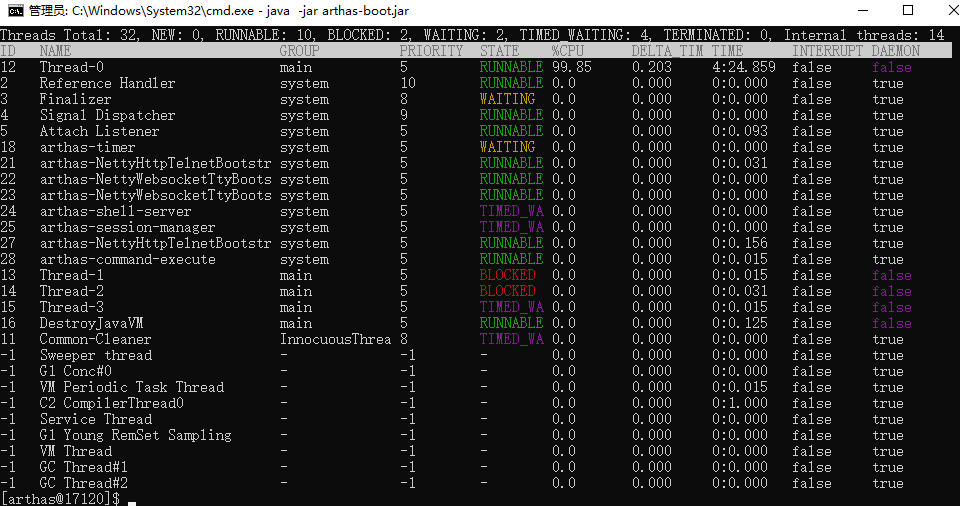 管理员: C:\Windows\System32\cmd.exe - java  -jar arthas-boot.jar
Threads Total: 32, NEW: 0, RUNNABLE: 10, BLOCKED: 2, WAITING: 2, TIMED_WAITING: 4, TERMINATED: 0, Internal threads: 14
ID NAME GROUP PRIORITY STATE %CPU DELTA_TIM TIME INTERRUPT DAEMON
12 Thread-0 main 5 RUNNABLE 99.85 0.203 4:24.859 false false
2 Reference Handler system 10 RUNNABLE 0.0 0.000 0:0.000 false true
3 Finalizer system 8 WAITING 0.0 0.000 0:0.000 false true
4 Signal Dispatcher system 9 RUNNABLE 0.0 0.000 0:0.000 false true
5 Attach Listener system 5 RUNNABLE 0.0 0.000 0:0.093 false true
18 arthas-timer system 5 WAITING 0.0 0.000 0:0.000 false true
21 arthas-NettyHttpTelnetBootstr system 5 RUNNABLE 0.0 0.000 0:0.031 false true
22 arthas-NettyWebsocketTtyBoots system 5 RUNNABLE 0.0 0.000 0:0.000 false true
23 arthas-NettyWebsocketTtyBoots system 5 RUNNABLE 0.0 0.000 0:0.000 false true
24 arthas-shell-server system 5 TIMED_WA 0.0 0.000 0:0.000 false true
25 arthas-session-manager system 5 TIMED_WA 0.0 0.000 0:0.000 false true
27 arthas-NettyHttpTelnetBootstr system 5 RUNNABLE 0.0 0.000 0:0.156 false true
28 arthas-command-execute system 5 RUNNABLE 0.0 0.000 0:0.015 false true
13 Thread-1 main 5 BLOCKED 0.0 0.000 0:0.015 false false
14 Thread-2 main 5 BLOCKED 0.0 0.000 0:0.031 false false
15 Thread-3 main 5 TIMED_WA 0.0 0.000 0:0.015 false false
16 DestroyJavaVM main 5 RUNNABLE 0.0 0.000 0:0.125 false false
11 Common-Cleaner InnocuousThrea 8 TIMED_WA 0.0 0.000 0:0.000 false true
-1 Sweeper thread - -1 - 0.0 0.000 0:0.000 false true
-1 G1 Conc#0 - -1 - 0.0 0.000 0:0.000 false true
-1 VM Periodic Task Thread - -1 - 0.0 0.000 0:0.015 false true
-1 C2 CompilerThread0 - -1 - 0.0 0.000 0:1.000 false true
-1 Service Thread - -1 - 0.0 0.000 0:0.000 false true
-1 G1 Young RemSet Sampling - -1 - 0.0 0.000 0:0.000 false true
-1 VM Thread - -1 - 0.0 0.000 0:0.000 false true
-1 GC Thread#1 - -1 - 0.0 0.000 0:0.000 false true
-1 GC Thread#2 - -1 - 0.0 0.000 0:0.000 false true
[arthas@17120]$